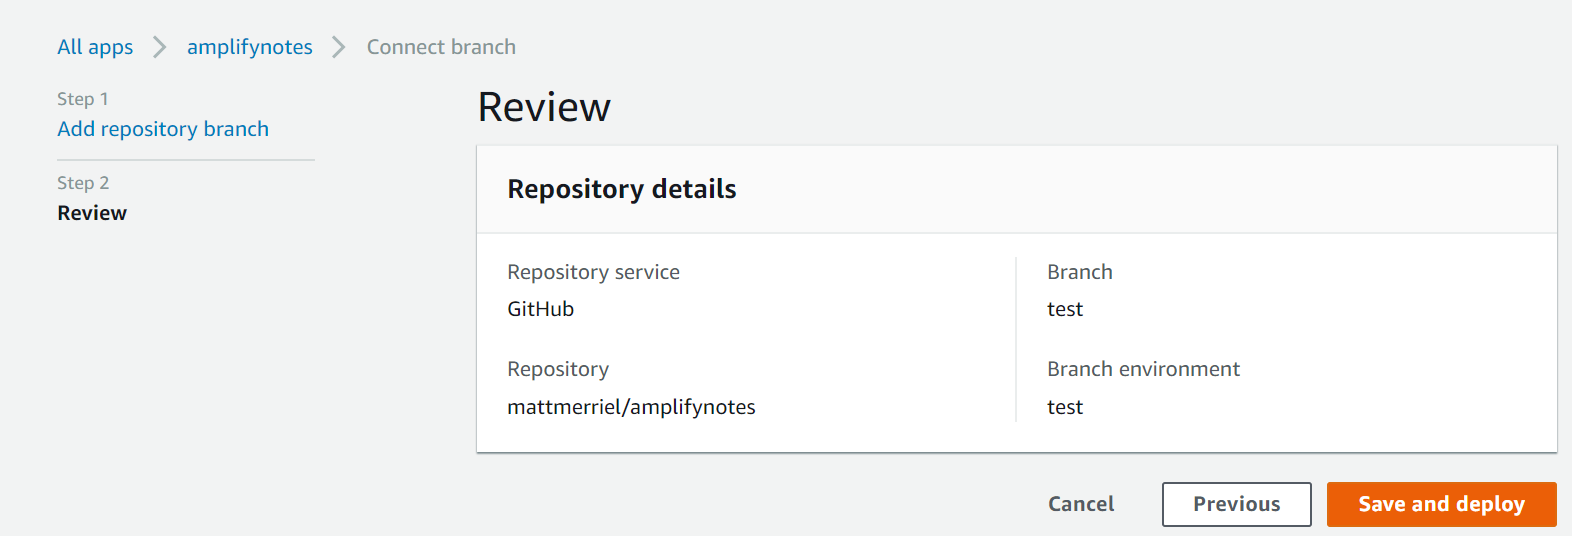 All apps > amplifynotes > Connect branch
Step 1
Add repository branch
Step 2
Review
Review
Repository details
Repository service
GitHub
Repository
mattmerriel/amplifynotes
Branch
test
Branch environment
test
Cancel
Previous
Save and deploy